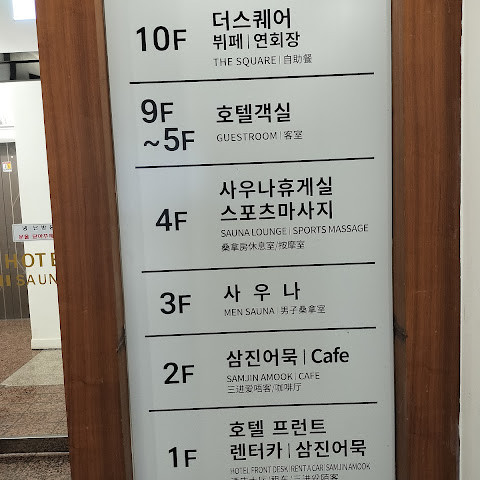 10F
더스퀘어
뷔페 | 연회장
THE SQUARE | 自助餐
9F
~5F
호텔객실
GUESTROOM | 客室
4F
사우나휴게실
스포츠마사지
SAUNA LOUNGE | SPORTS MASSAGE
桑拿房休息室/按摩室
3F
사 우 나
MEN SAUNA | 男子桑拿室
2F
삼진어묵 | Cafe
SAMJIN AMOOK | CAFE
三进爱唔客/咖啡厅
1F
호텔 프런트
렌터카 | 삼진어묵
HOTEL FRONT DESK | RENT A CAR | SAMJIN AMOOK
HOTE
SAUN